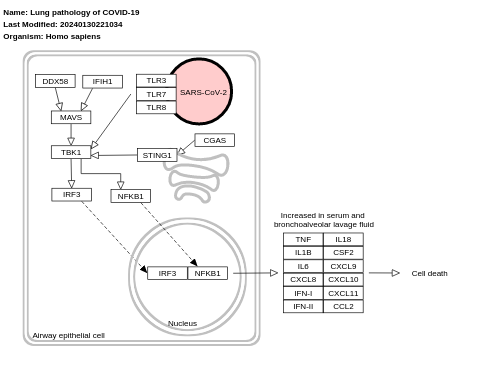 Name: Lung pathology of COVID-19
Last Modified: 20240130221034
Organism: Homo sapiens
DDX58
IFIH1
TLR3
TLR7
TLR8
SARS-CoV-2
MAVS
CGAS
TBK1
STING1
IRF3
NFKB1
Increased in serum and
bronchoalveolar lavage fluid
TNF IL18
IL1B CSF2
IL6 CXCL9
CXCL8 CXCL10
IFN-I CXCL11
IFN-II CCL2
IRF3 NFKB1
Cell death
Nucleus
Airway epithelial cell